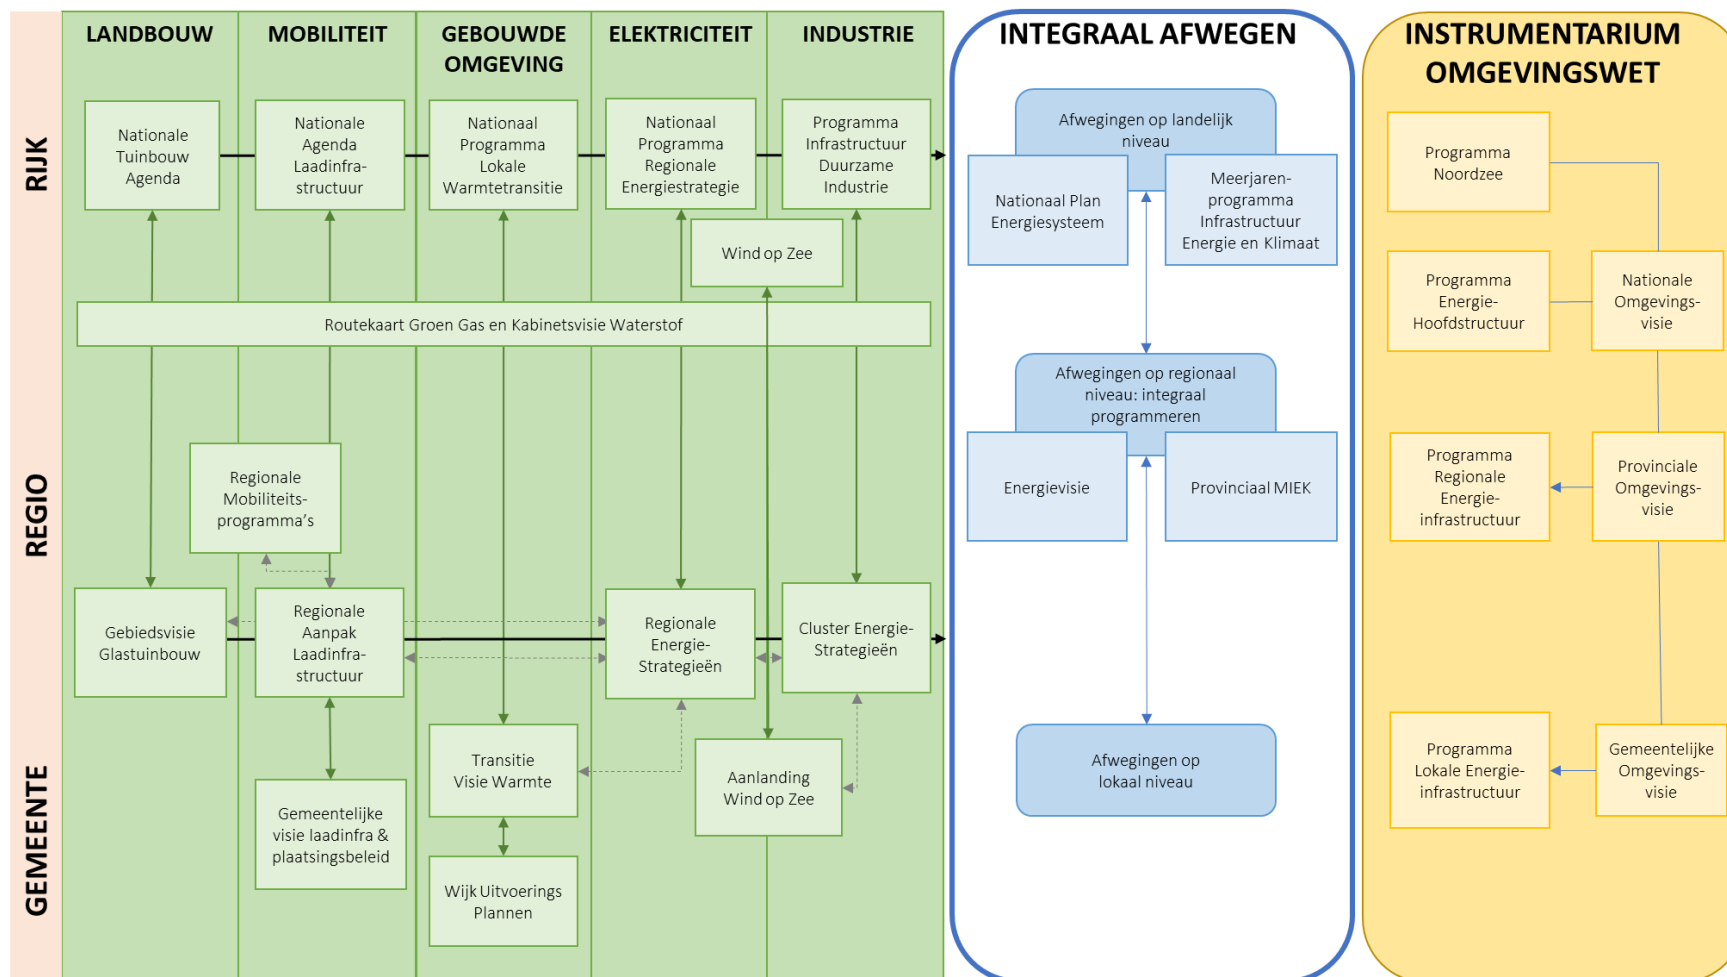 LANDBOUW
MOBILITEIT
GEBOUWDE
OMGEVING
ELEKTRICITEIT
INDUSTRIE
RIJK
Nationale
Tuinbouw
Agenda
Nationale
Agenda
Laadinfra-
structuur
Nationaal
Programma
Lokale
Warmtetransitie
Nationaal
Programma
Regionale
Energiestrategie
Programma
Infrastructuur
Duurzame
Industrie
Wind op Zee
Routekaart Groen Gas en Kabinetsvisie Waterstof
REGIO
Regionale
Mobiliteits-
programma’s
Gebiedsvisie
Glastuinbouw
Regionale
Aanpak
Laadinfra-
structuur
Regionale
Energie-
Strategieën
Cluster Energie-
Strategieën
GEMEENTE
Gemeentelijke
visie laadinfra &
plaatsingsbeleid
Transitie
Visie Warmte
Wijk Uitvoerings
Plannen
Aanlanding
Wind op Zee
INTEGRAAL AFWEGEN
Afwegingen op landelijk
niveau
Nationaal Plan
Energiesysteem
Meerjaren-
programma
Infrastructuur
Energie en Klimaat
Afwegingen op regionaal
niveau: integraal
programmeren
Energievisie
Provinciaal MIEK
Afwegingen op
lokaal niveau
INSTRUMENTARIUM
OMGEVINGSWET
Programma
Noordzee
Programma
Energie-
Hoofdstructuur
Nationale
Omgevings-
visie
Programma
Regionale
Energie-
infrastructuur
Provinciale
Omgevings-
visie
Programma
Lokale Energie-
infrastructuur
Gemeentelijke
Omgevings-
visie